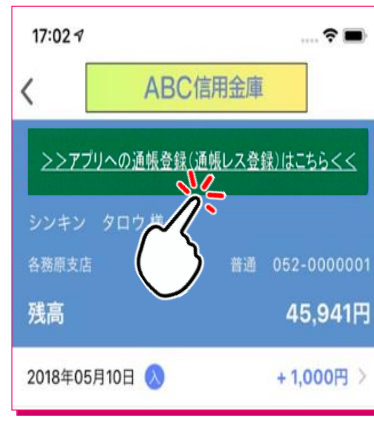 17:02
ABC信用金庫
>>アプリへの通帳登録(通帳レス登録)はこちら<<
シンキン タロウ 様
各務原支店 普通 052-0000001
残高 45,941円
2018年05月10日 入 +1,000円